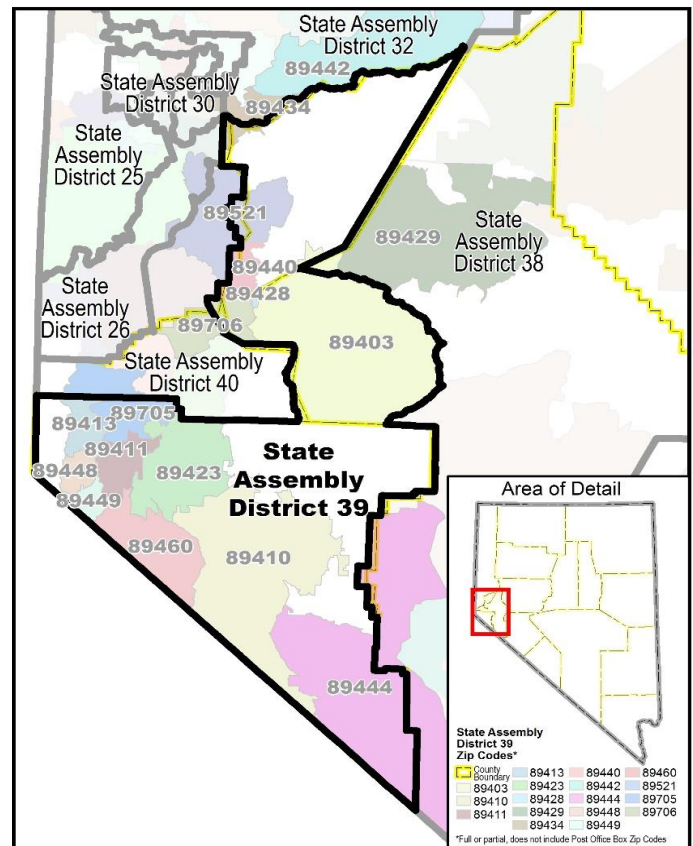 State Assembly
District 32
89442
State Assembly
District 30
89434
State
Assembly
District 25
89521
State
Assembly
District 38
89429
89440
State
Assembly
District 26
89428
89706
89403
State Assembly
District 40
89705
89413
89411
State
Assembly
District 39
89448
89423
89449
89460
89410
89444
Area of Detail
State Assembly
District 39
Zip Codes*
County
Boundary
89403
89410
89411
89413
89423
89428
89429
89434
89440
89442
89444
89448
89449
89460
89521
89705
89706
*Full or partial, does not include Post Office Box Zip Codes